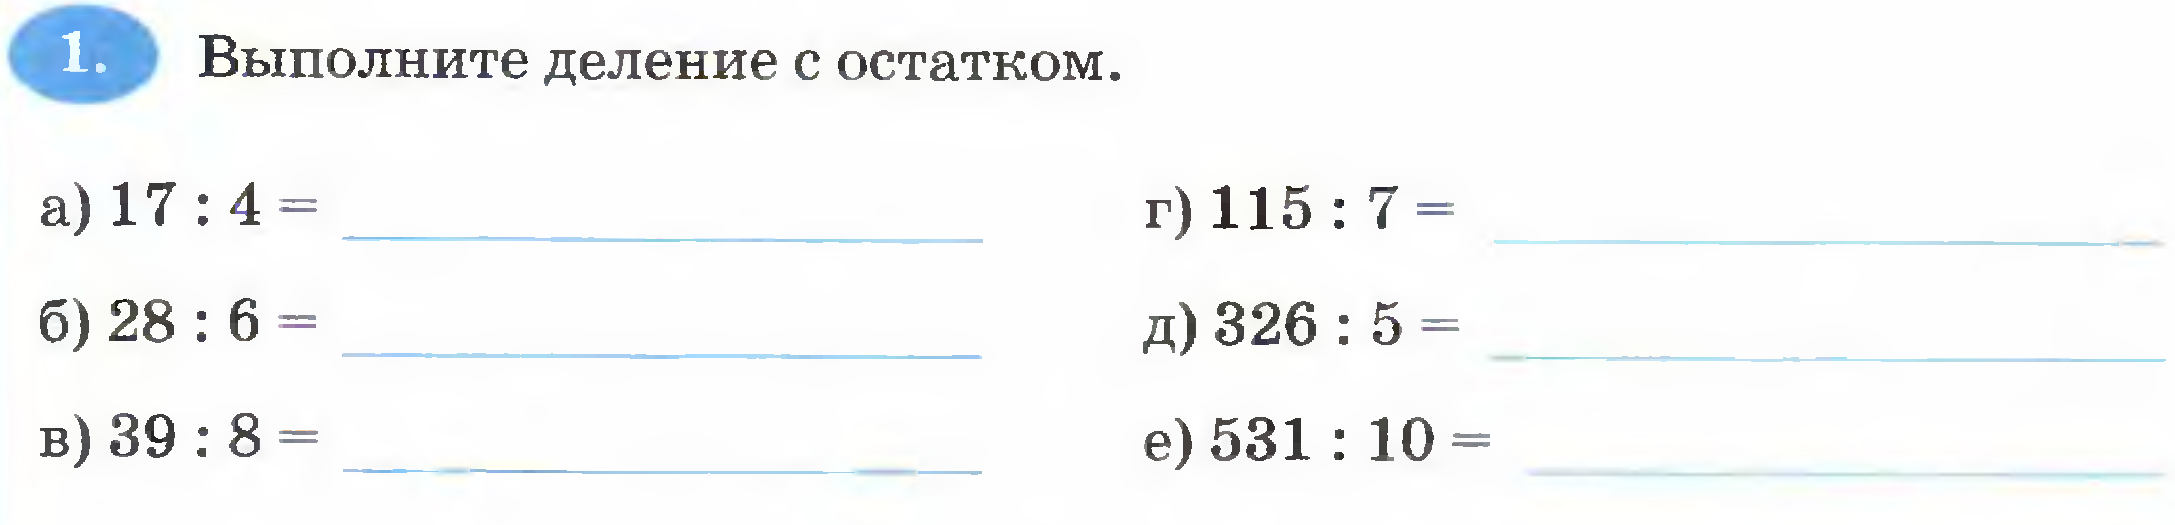 1. Выполните деление с остатком.
а) 17 : 4 =
г) 115 : 7 =
б) 28 : 6 =
д) 326 : 5 =
в) 39 : 8 =
е) 531 : 10 =